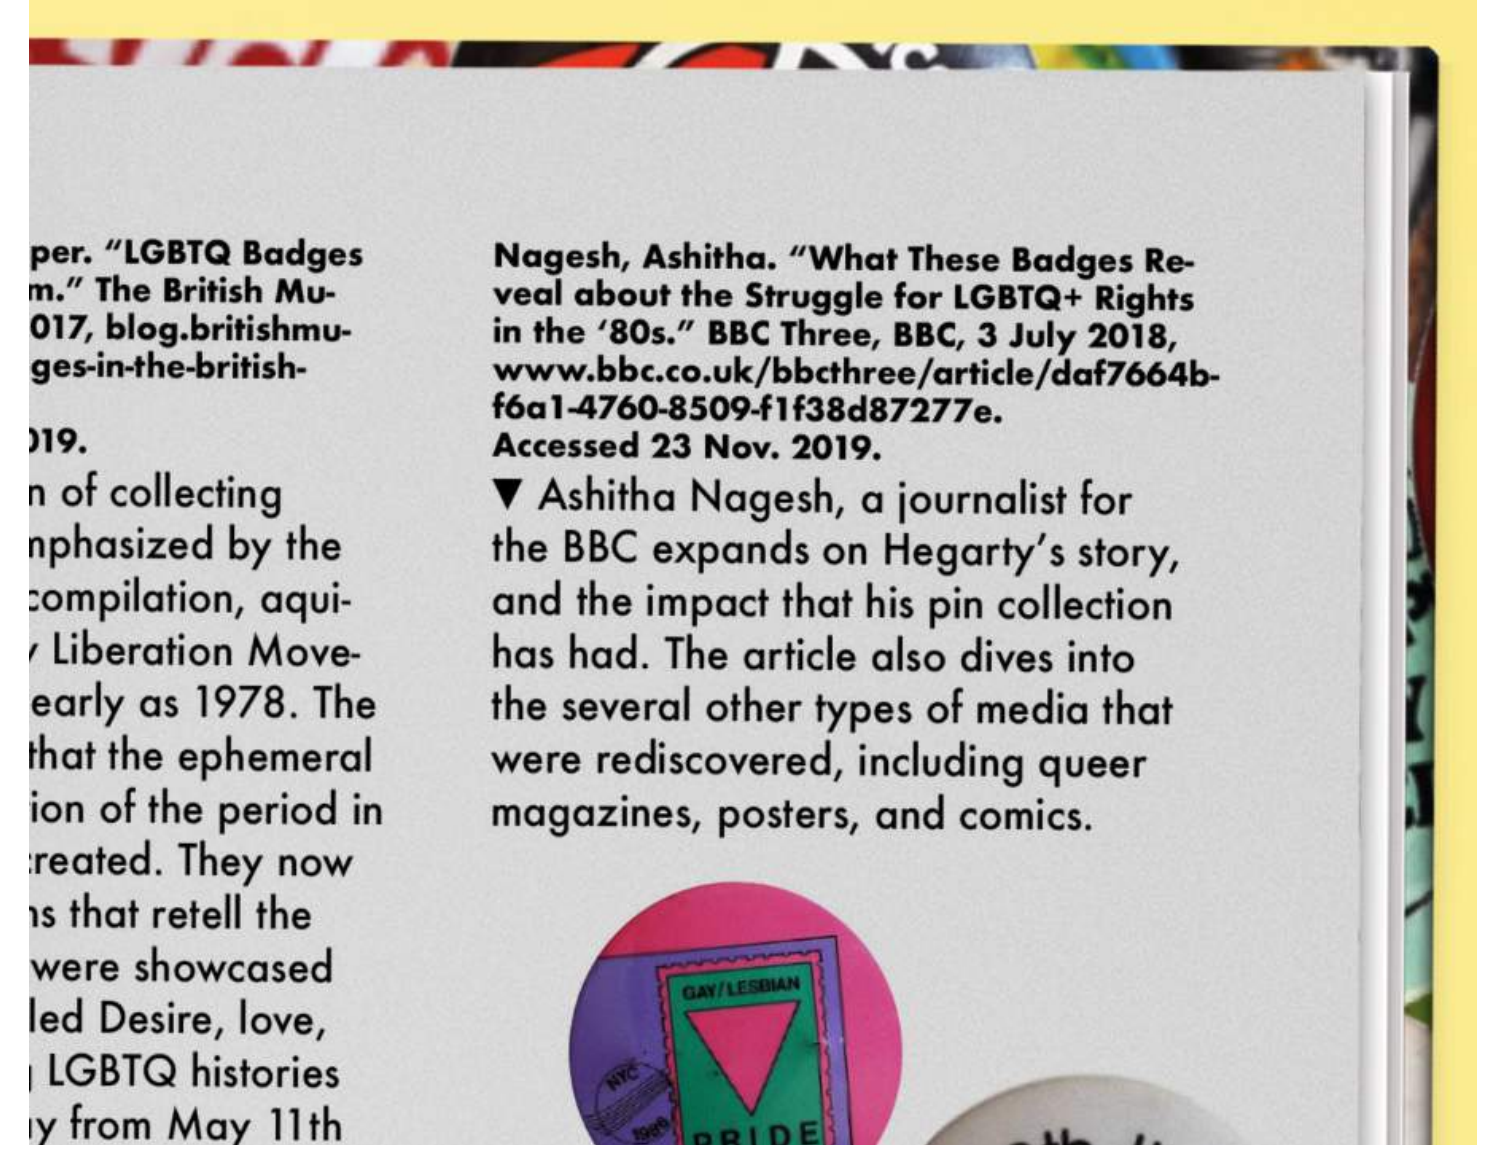 per. “LGBTQ Badges
m.” The British Mu-
017, blog.britishmu-
ges-in-the-british-
019.
n of collecting
mphasized by the
compilation, aqui-
y Liberation Move-
early as 1978. The
that the ephemeral
ion of the period in
created. They now
ns that retell the
were showcased
led Desire, love,
LGBTQ histories
ay from May 11th
Nagesh, Ashitha. “What These Badges Re-
veal about the Struggle for LGBTQ+ Rights
in the ‘80s.” BBC Three, BBC, 3 July 2018,
www.bbc.co.uk/bbcthree/article/daf7664b-
f6a1-4760-8509-f1f38d87277e.
Accessed 23 Nov. 2019.
▼ Ashitha Nagesh, a journalist for
the BBC expands on Hegarty’s story,
and the impact that his pin collection
has had. The article also dives into
the several other types of media that
were rediscovered, including queer
magazines, posters, and comics.
GAY/LESBIAN
NYC
1986
PRIDE